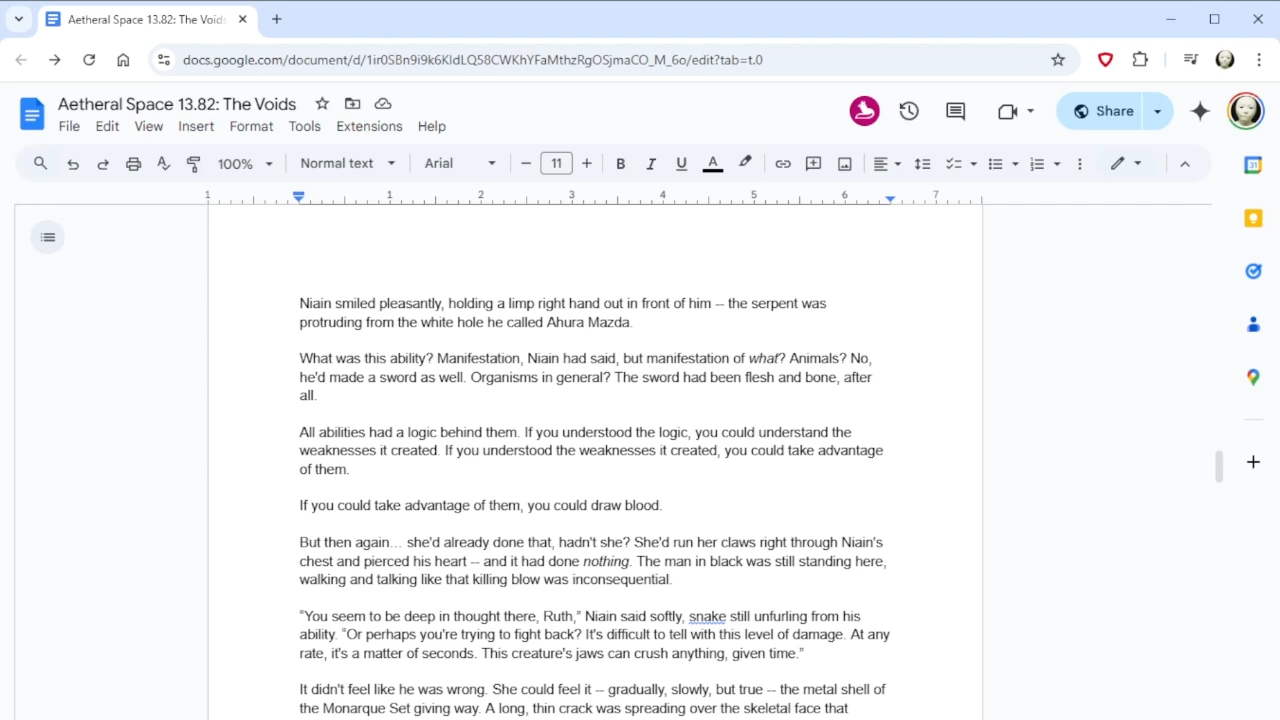 Aetheral Space 13.82: The Voids
docs.google.com/document/d/1ir0SBn9i9k6KldLQ58CWKhYFaMthzRgOSjmaCO_M_6o/edit?tab=t.0
Aetheral Space 13.82: The Voids
Share
File Edit View Insert Format Tools Extensions Help
100% Normal text Arial 11
1 1 2 3 4 5 6 7
Niain smiled pleasantly, holding a limp right hand out in front of him -- the serpent was
protruding from the white hole he called Ahura Mazda.
What was this ability? Manifestation, Niain had said, but manifestation of what? Animals? No,
he'd made a sword as well. Organisms in general? The sword had been flesh and bone, after
all.
All abilities had a logic behind them. If you understood the logic, you could understand the
weaknesses it created. If you understood the weaknesses it created, you could take advantage
of them.
If you could take advantage of them, you could draw blood.
But then again… she'd already done that, hadn't she? She'd run her claws right through Niain's
chest and pierced his heart -- and it had done nothing. The man in black was still standing here,
walking and talking like that killing blow was inconsequential.
“You seem to be deep in thought there, Ruth,” Niain said softly, snake still unfurling from his
ability. “Or perhaps you're trying to fight back? It's difficult to tell with this level of damage. At any
rate, it's a matter of seconds. This creature's jaws can crush anything, given time.”
It didn't feel like he was wrong. She could feel it -- gradually, slowly, but true -- the metal shell of
the Monarque Set giving way. A long, thin crack was spreading over the skeletal face that